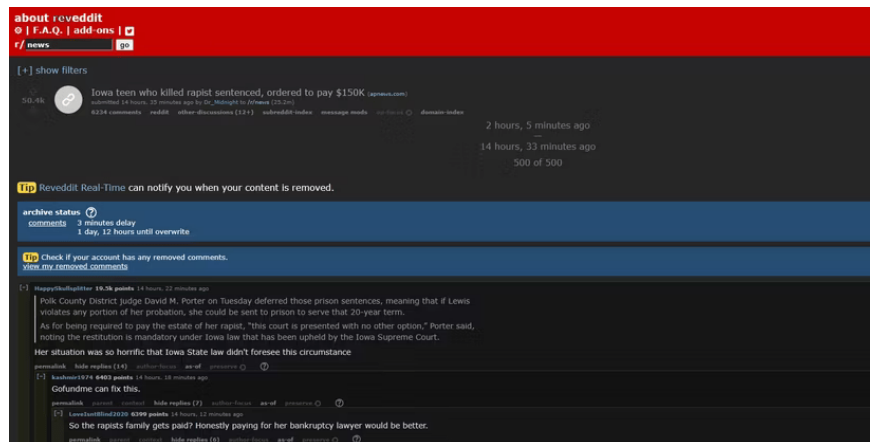 about reveddit
⚙ | F.A.Q. | add-ons |
r/ news go
[+] show filters
50.4k
Iowa teen who killed rapist sentenced, ordered to pay $150K (apnews.com)
submitted 14 hours, 35 minutes ago by Dr_Midnight to /r/news (25.2m)
6234 comments reddit other-discussions (12+) subreddit-index message mods op-focus domain-index
2 hours, 5 minutes ago
—
14 hours, 33 minutes ago
500 of 500
Tip Reveddit Real-Time can notify you when your content is removed.
archive status ?
comments 3 minutes delay
1 day, 12 hours until overwrite
Tip Check if your account has any removed comments.
view my removed comments
[-] HappySkullsplitter 19.5k points 14 hours, 22 minutes ago
Polk County District judge David M. Porter on Tuesday deferred those prison sentences, meaning that if Lewis
violates any portion of her probation, she could be sent to prison to serve that 20-year term.
As for being required to pay the estate of her rapist, "this court is presented with no other option," Porter said,
noting the restitution is mandatory under Iowa law that has been upheld by the Iowa Supreme Court.
Her situation was so horrific that Iowa State law didn't foresee this circumstance
permalink hide replies (14) author-focus as-of preserve ?
[-] kashmir1974 6403 points 14 hours, 18 minutes ago
Gofundme can fix this.
permalink parent context hide replies (7) author-focus as-of preserve ?
[-] LoveIsntBlind2020 6399 points 14 hours, 12 minutes ago
So the rapists family gets paid? Honestly paying for her bankruptcy lawyer would be better.
permalink parent context hide replies (6) author-focus as-of preserve ?